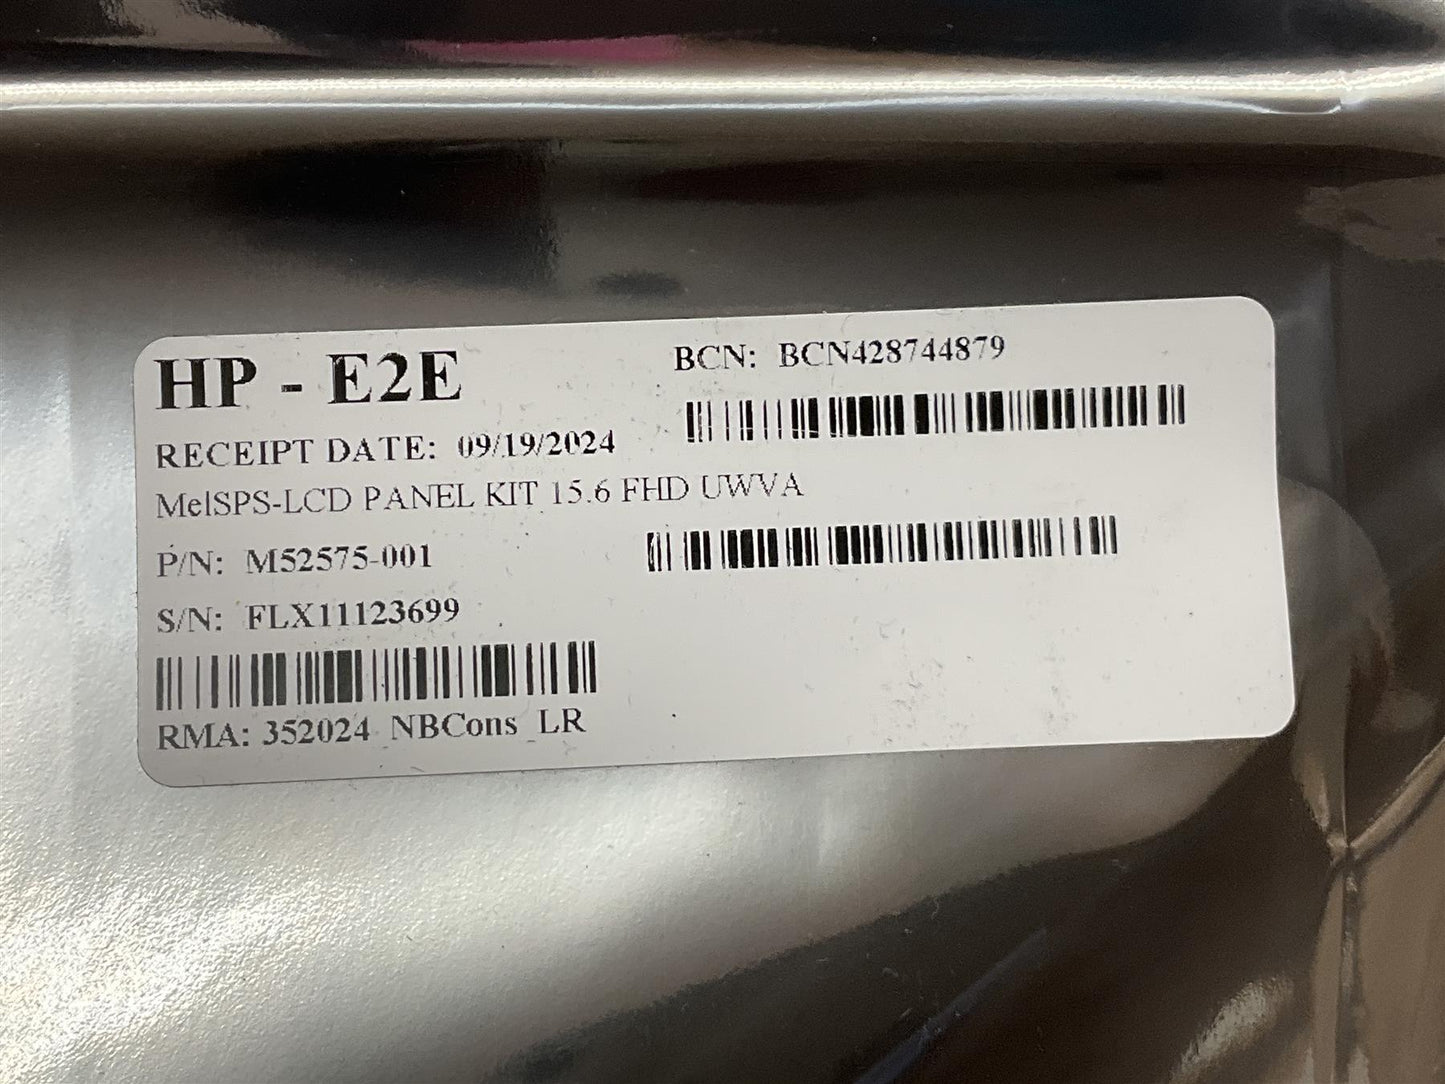 HP - E2E
BCN: BCN428744879
RECEIPT DATE: 09/19/2024
MelSPS-LCD PANEL KIT 15.6 FHD UWVA
P/N: M52575-001
S/N: FLX11123699
RMA: 352024_NBCons_LR